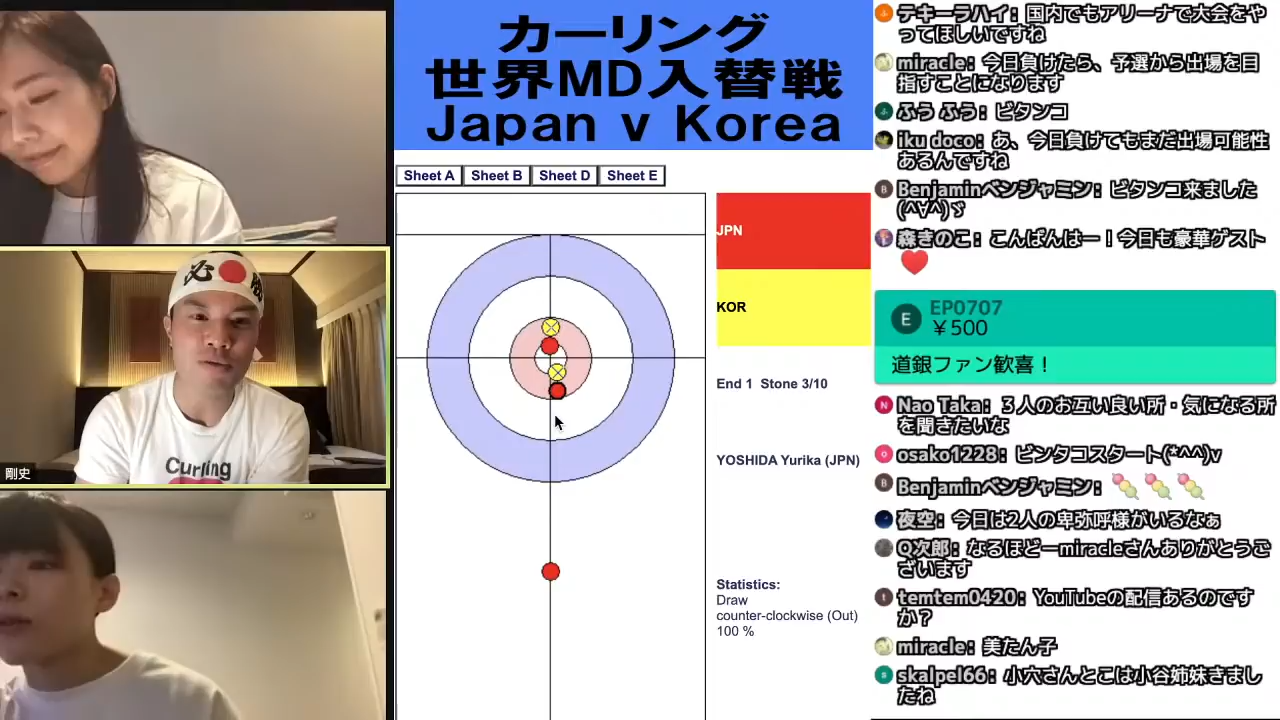 カーリング
世界MD入替戦
Japan v Korea
Sheet A
Sheet B
Sheet D
Sheet E
JPN
KOR
End 1 Stone 3/10
YOSHIDA Yurika (JPN)
Statistics:
Draw
counter-clockwise (Out)
100 %
必
Curling
剛史
テキーラハイ: 国内でもアリーナで大会をや
ってほしいですね
miracle: 今日負けたら、予選から出場を目
指すことになります
ふう ふう: ビタンコ
iku doco: あ、今日負けてもまだ出場可能性
あるんですね
Benjaminベンジャミン: ビタンコ来ました
(^∀^)ゞ
森きのこ: こんばんはー！今日も豪華ゲスト
E
EP0707
￥500
道銀ファン歓喜！
Nao Taka: ３人のお互い良い所・気になる所
を聞きたいな
osako1228: ビンタコスタート(*^^)v
Benjaminベンジャミン:
夜空: 今日は2人の卑弥呼様がいるなぁ
Q次郎: なるほどーmiracleさんありがとうご
ざいます
temtem0420: YouTubeの配信あるのです
か？
miracle: 美たん子
skalpel66: 小穴さんとこは小谷姉妹きまし
たね